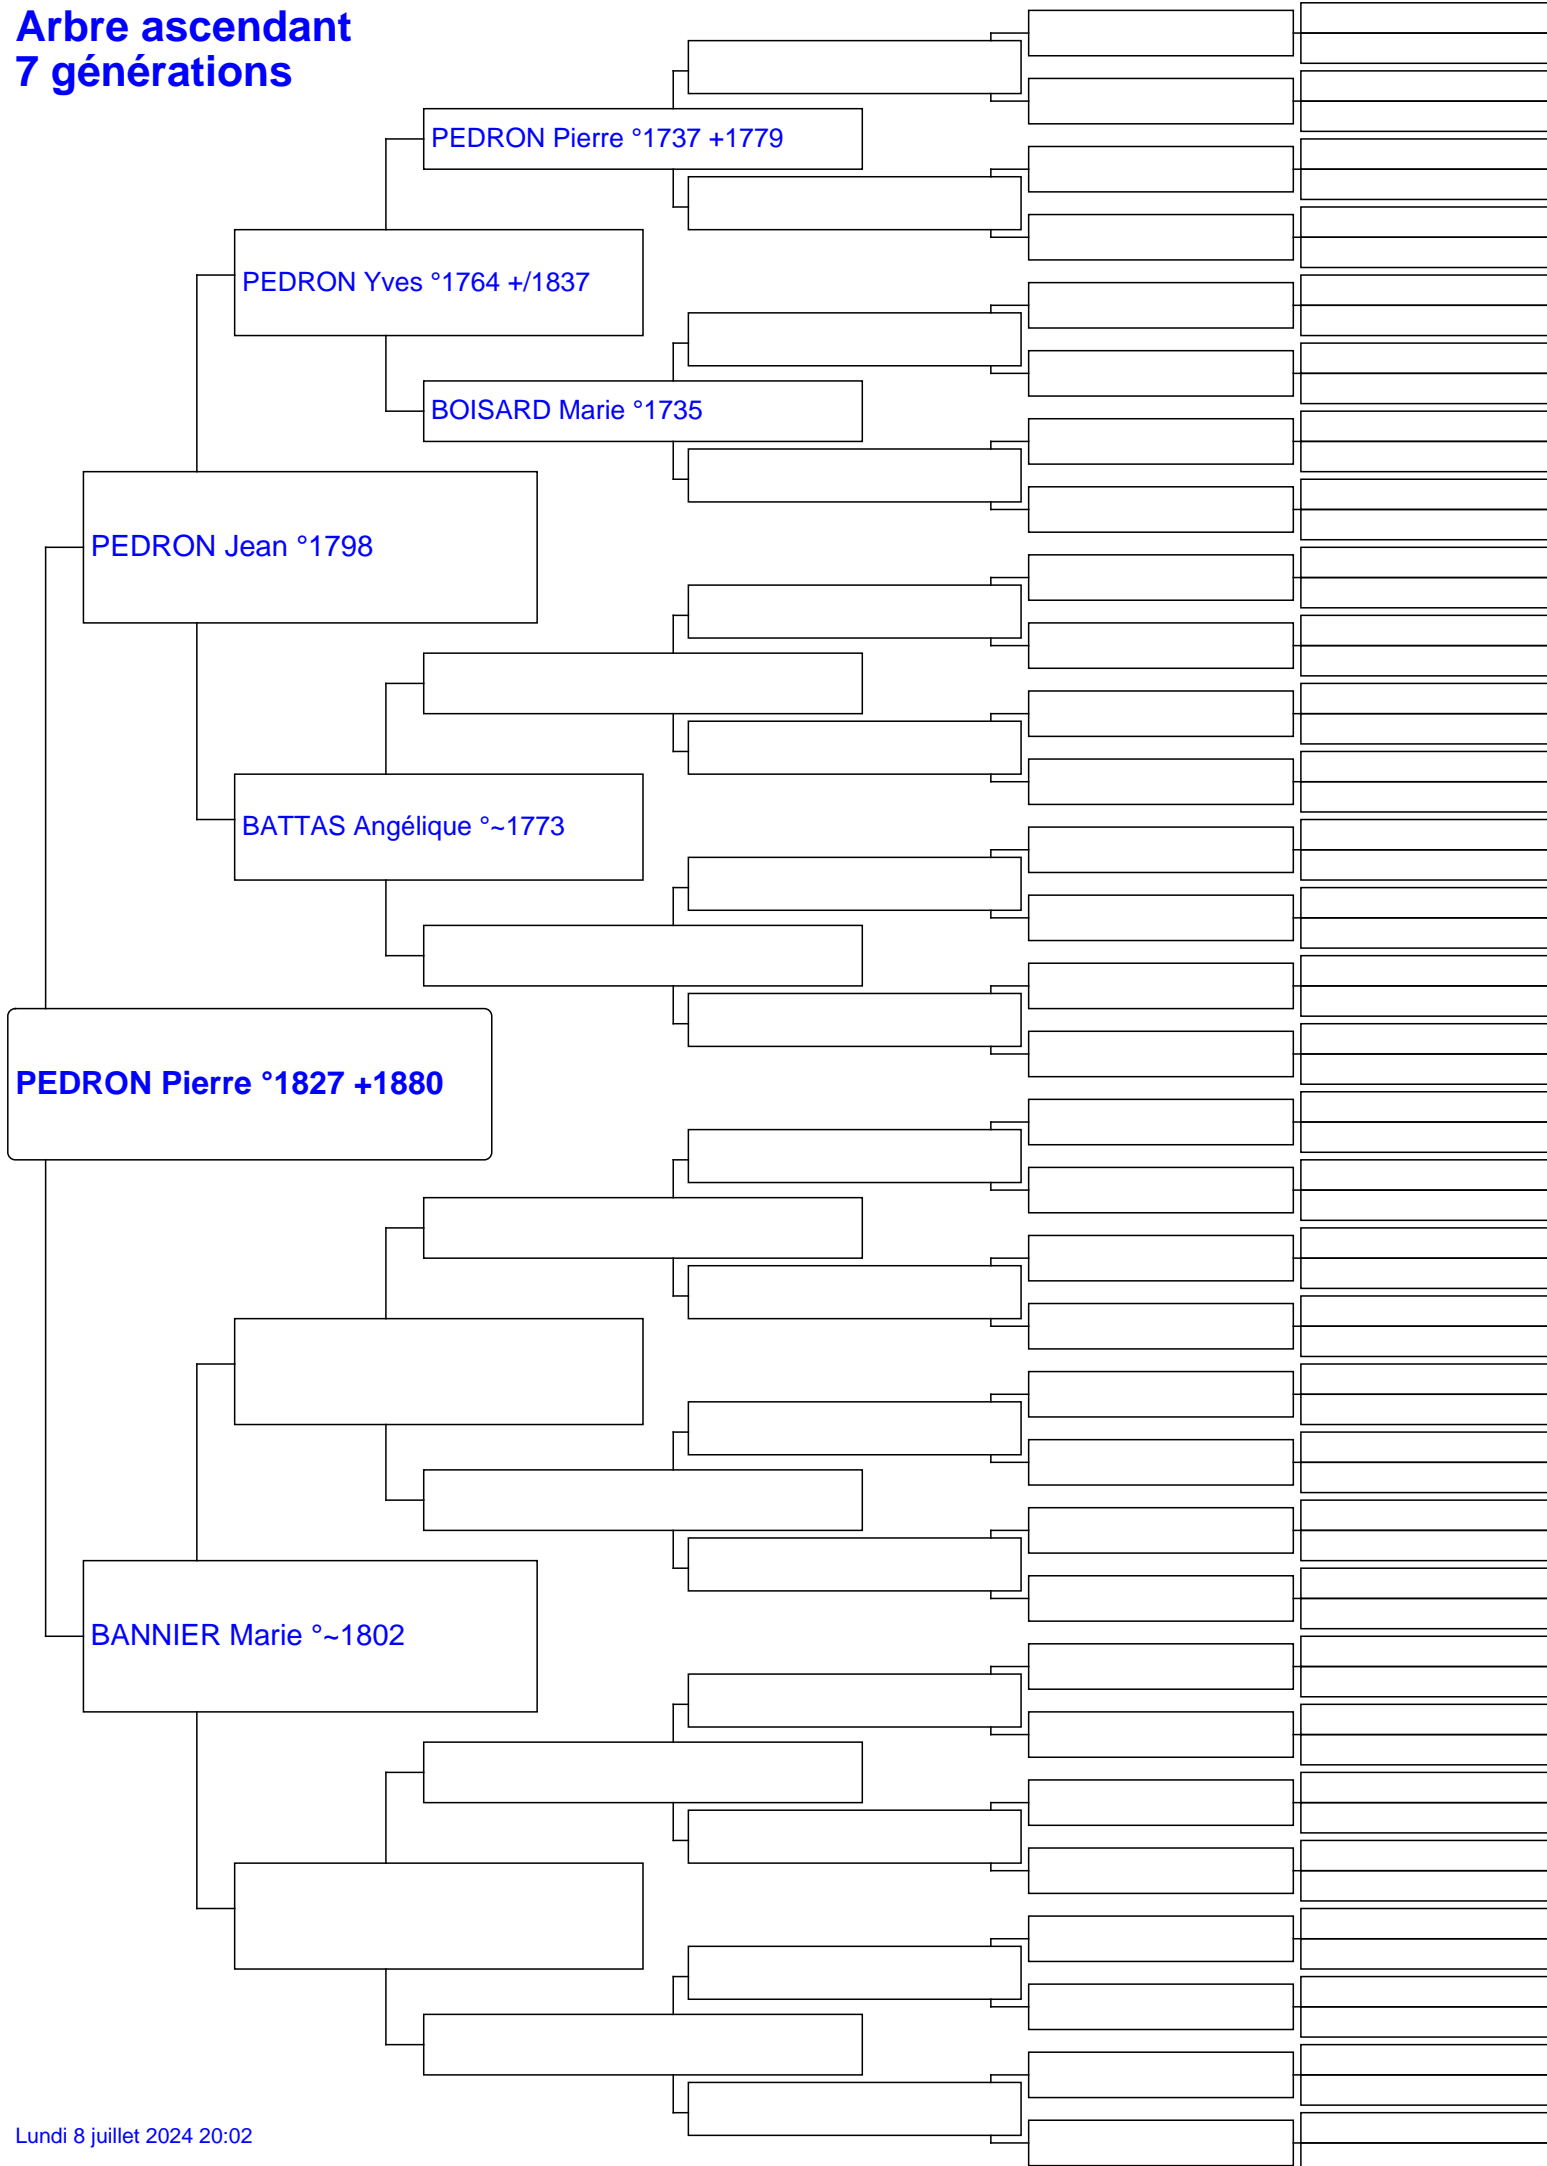 Arbre ascendant
7 générations
PEDRON Pierre °1737 +1779
PEDRON Yves °1764 +/1837
BOISARD Marie °1735
PEDRON Jean °1798
BATTAS Angélique °~1773
PEDRON Pierre °1827 +1880
BANNIER Marie °~1802
Lundi 8 juillet 2024 20:02